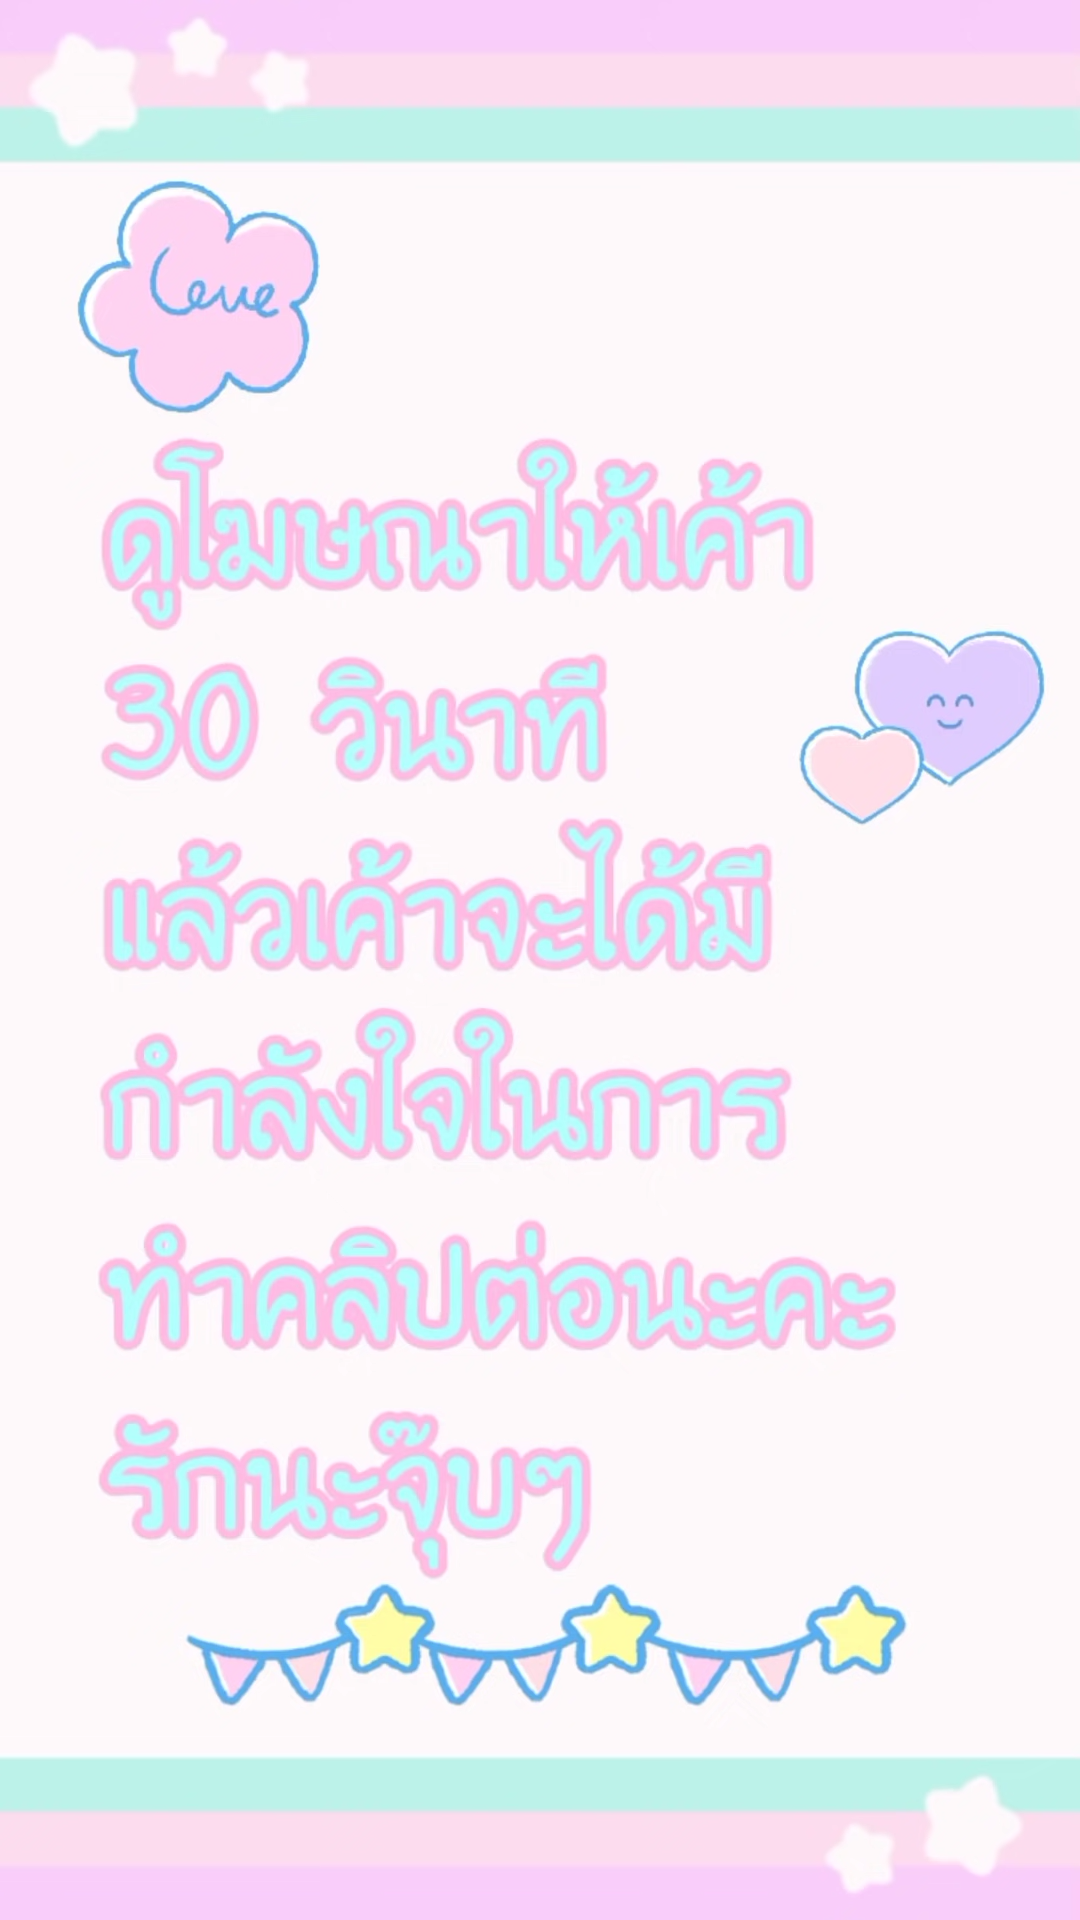 Love
ดูโฆษณาให้เค้า
30 วินาที
แล้วเค้าจะได้มี
กำลังใจในการ
ทำคลิปต่อนะคะ
รักนะจุ๊บๆ